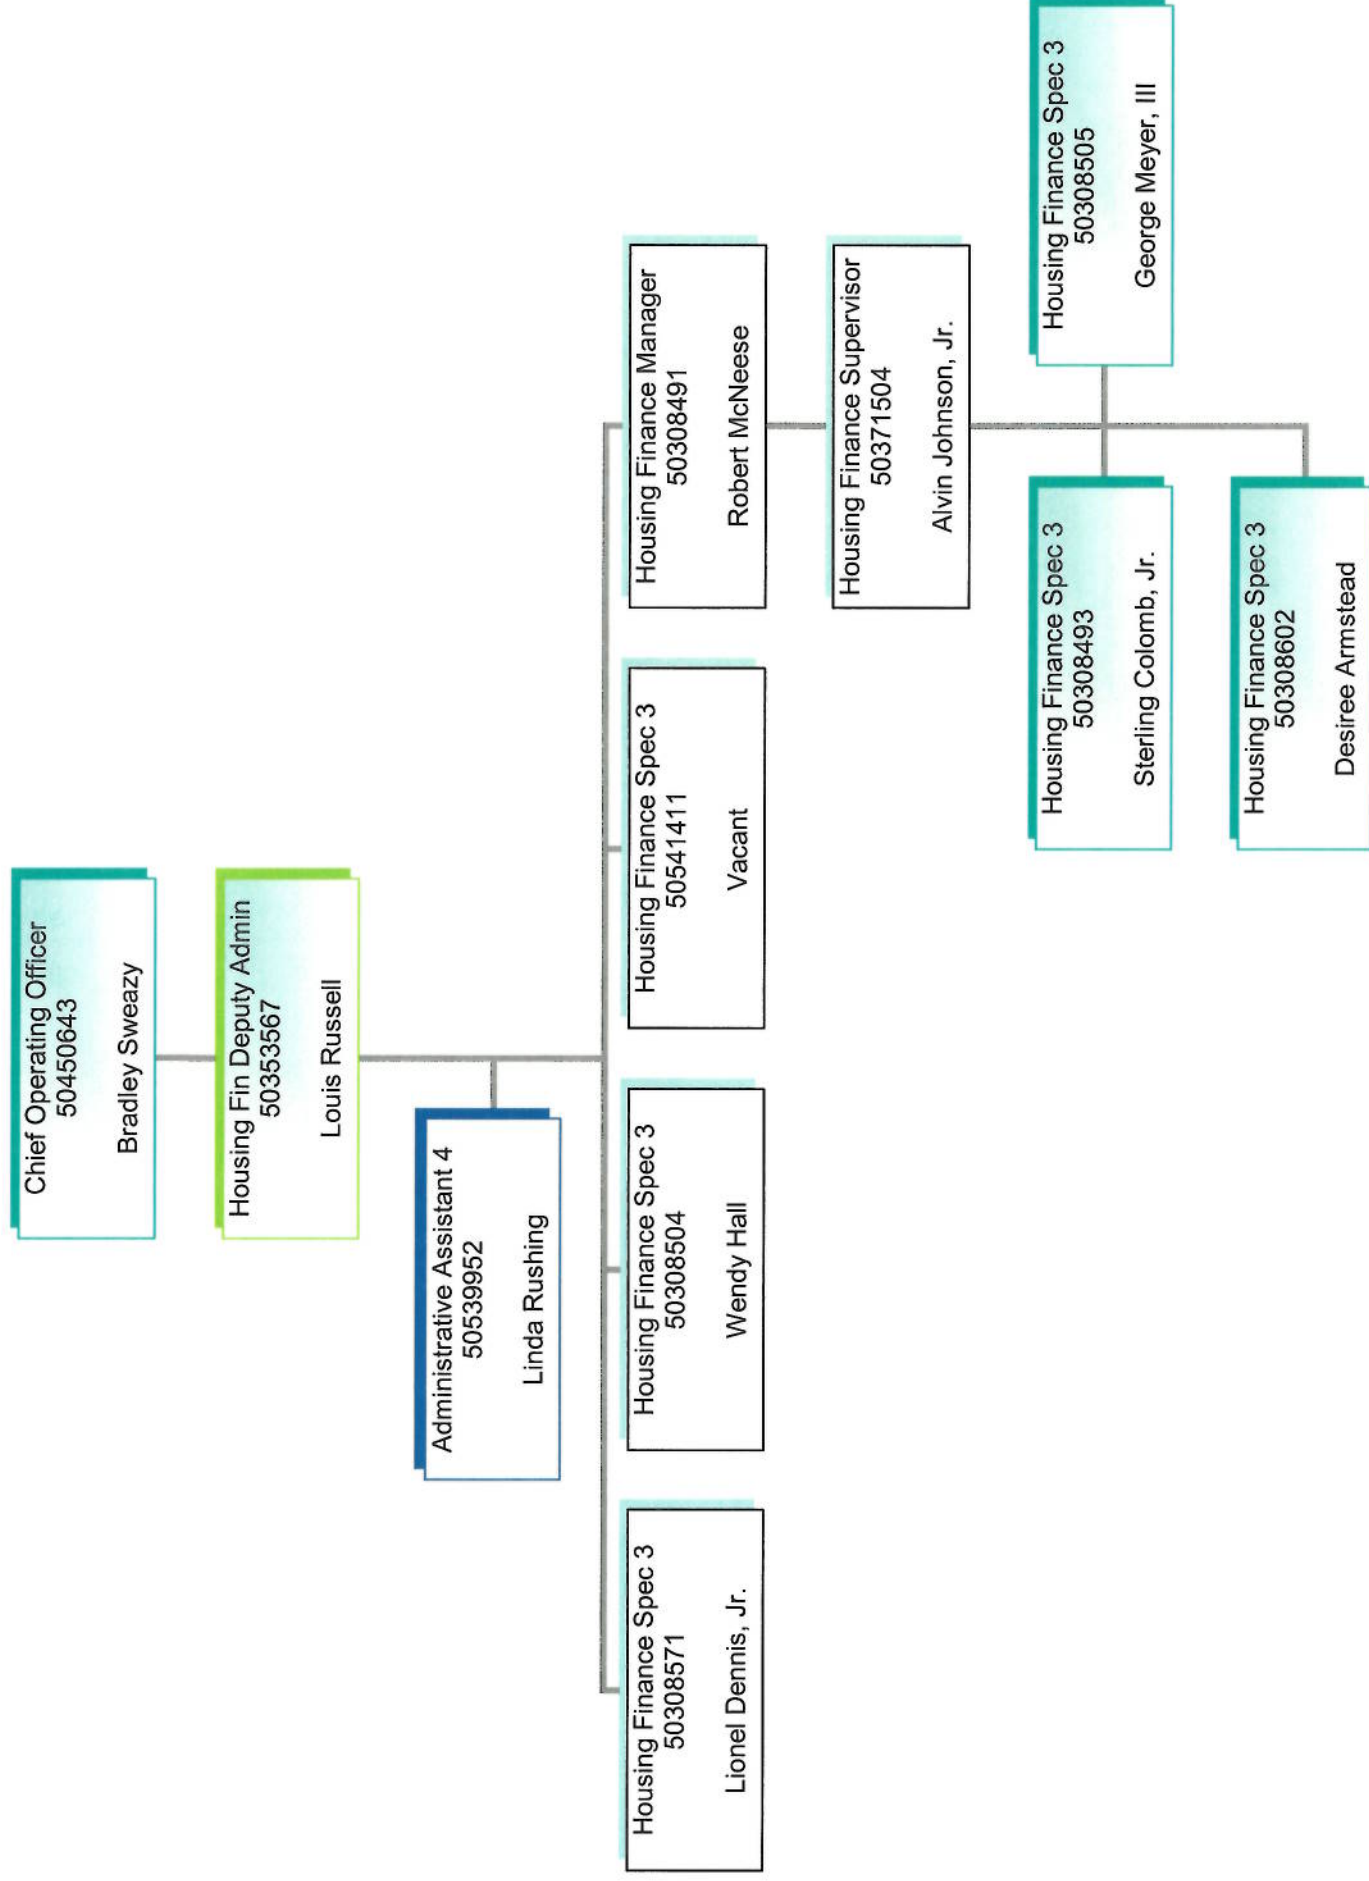 Chief Operating Officer
50450643
Bradley Sweazy
Housing Fin Deputy Admin
50353567
Louis Russell
Administrative Assistant 4
50539952
Linda Rushing
Housing Finance Spec 3
50308571
Lionel Dennis, Jr.
Housing Finance Spec 3
50308504
Wendy Hall
Housing Finance Spec 3
50541411
Vacant
Housing Finance Manager
50308491
Robert McNeese
Housing Finance Supervisor
50371504
Alvin Johnson, Jr.
Housing Finance Spec 3
50308493
Sterling Colomb, Jr.
Housing Finance Spec 3
50308505
George Meyer, III
Housing Finance Spec 3
50308602
Desiree Armstead